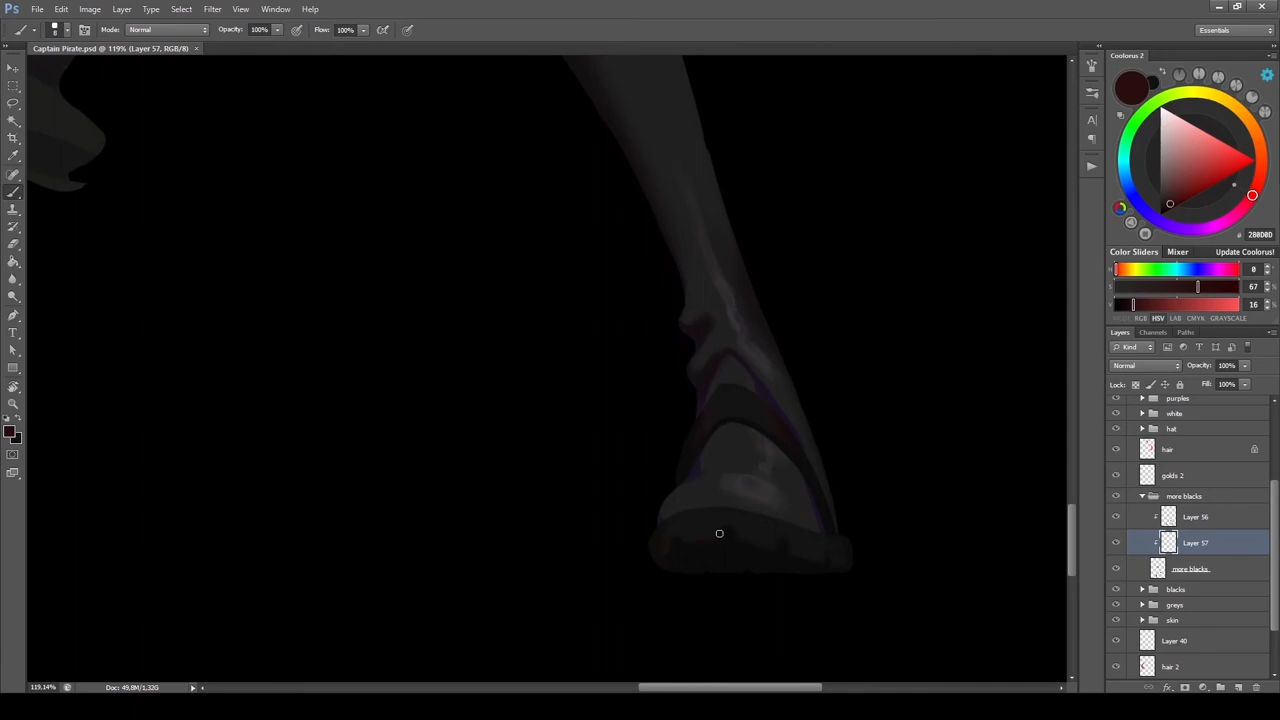 Ps File Edit Image Layer Type Select Filter View Window Help
Mode: Normal Opacity: 100% Flow: 100% Essentials
Captain Pirate.psd @ 119% (Layer 57, RGB/8) ×
Coolorus 2
280D0D
Color Sliders Mixer Update Coolorus!
H 0 °
S 67 %
V 16 %
RGB HSV LAB CMYK GRAYSCALE
Layers Channels Paths
Kind
Normal Opacity: 100%
Lock: Fill: 100%
purples
white
hat
hair
golds 2
more blacks
Layer 56
Layer 57
more blacks
blacks
greys
skin
Layer 40
hair 2
119.14% Doc: 49,8M/1,32G